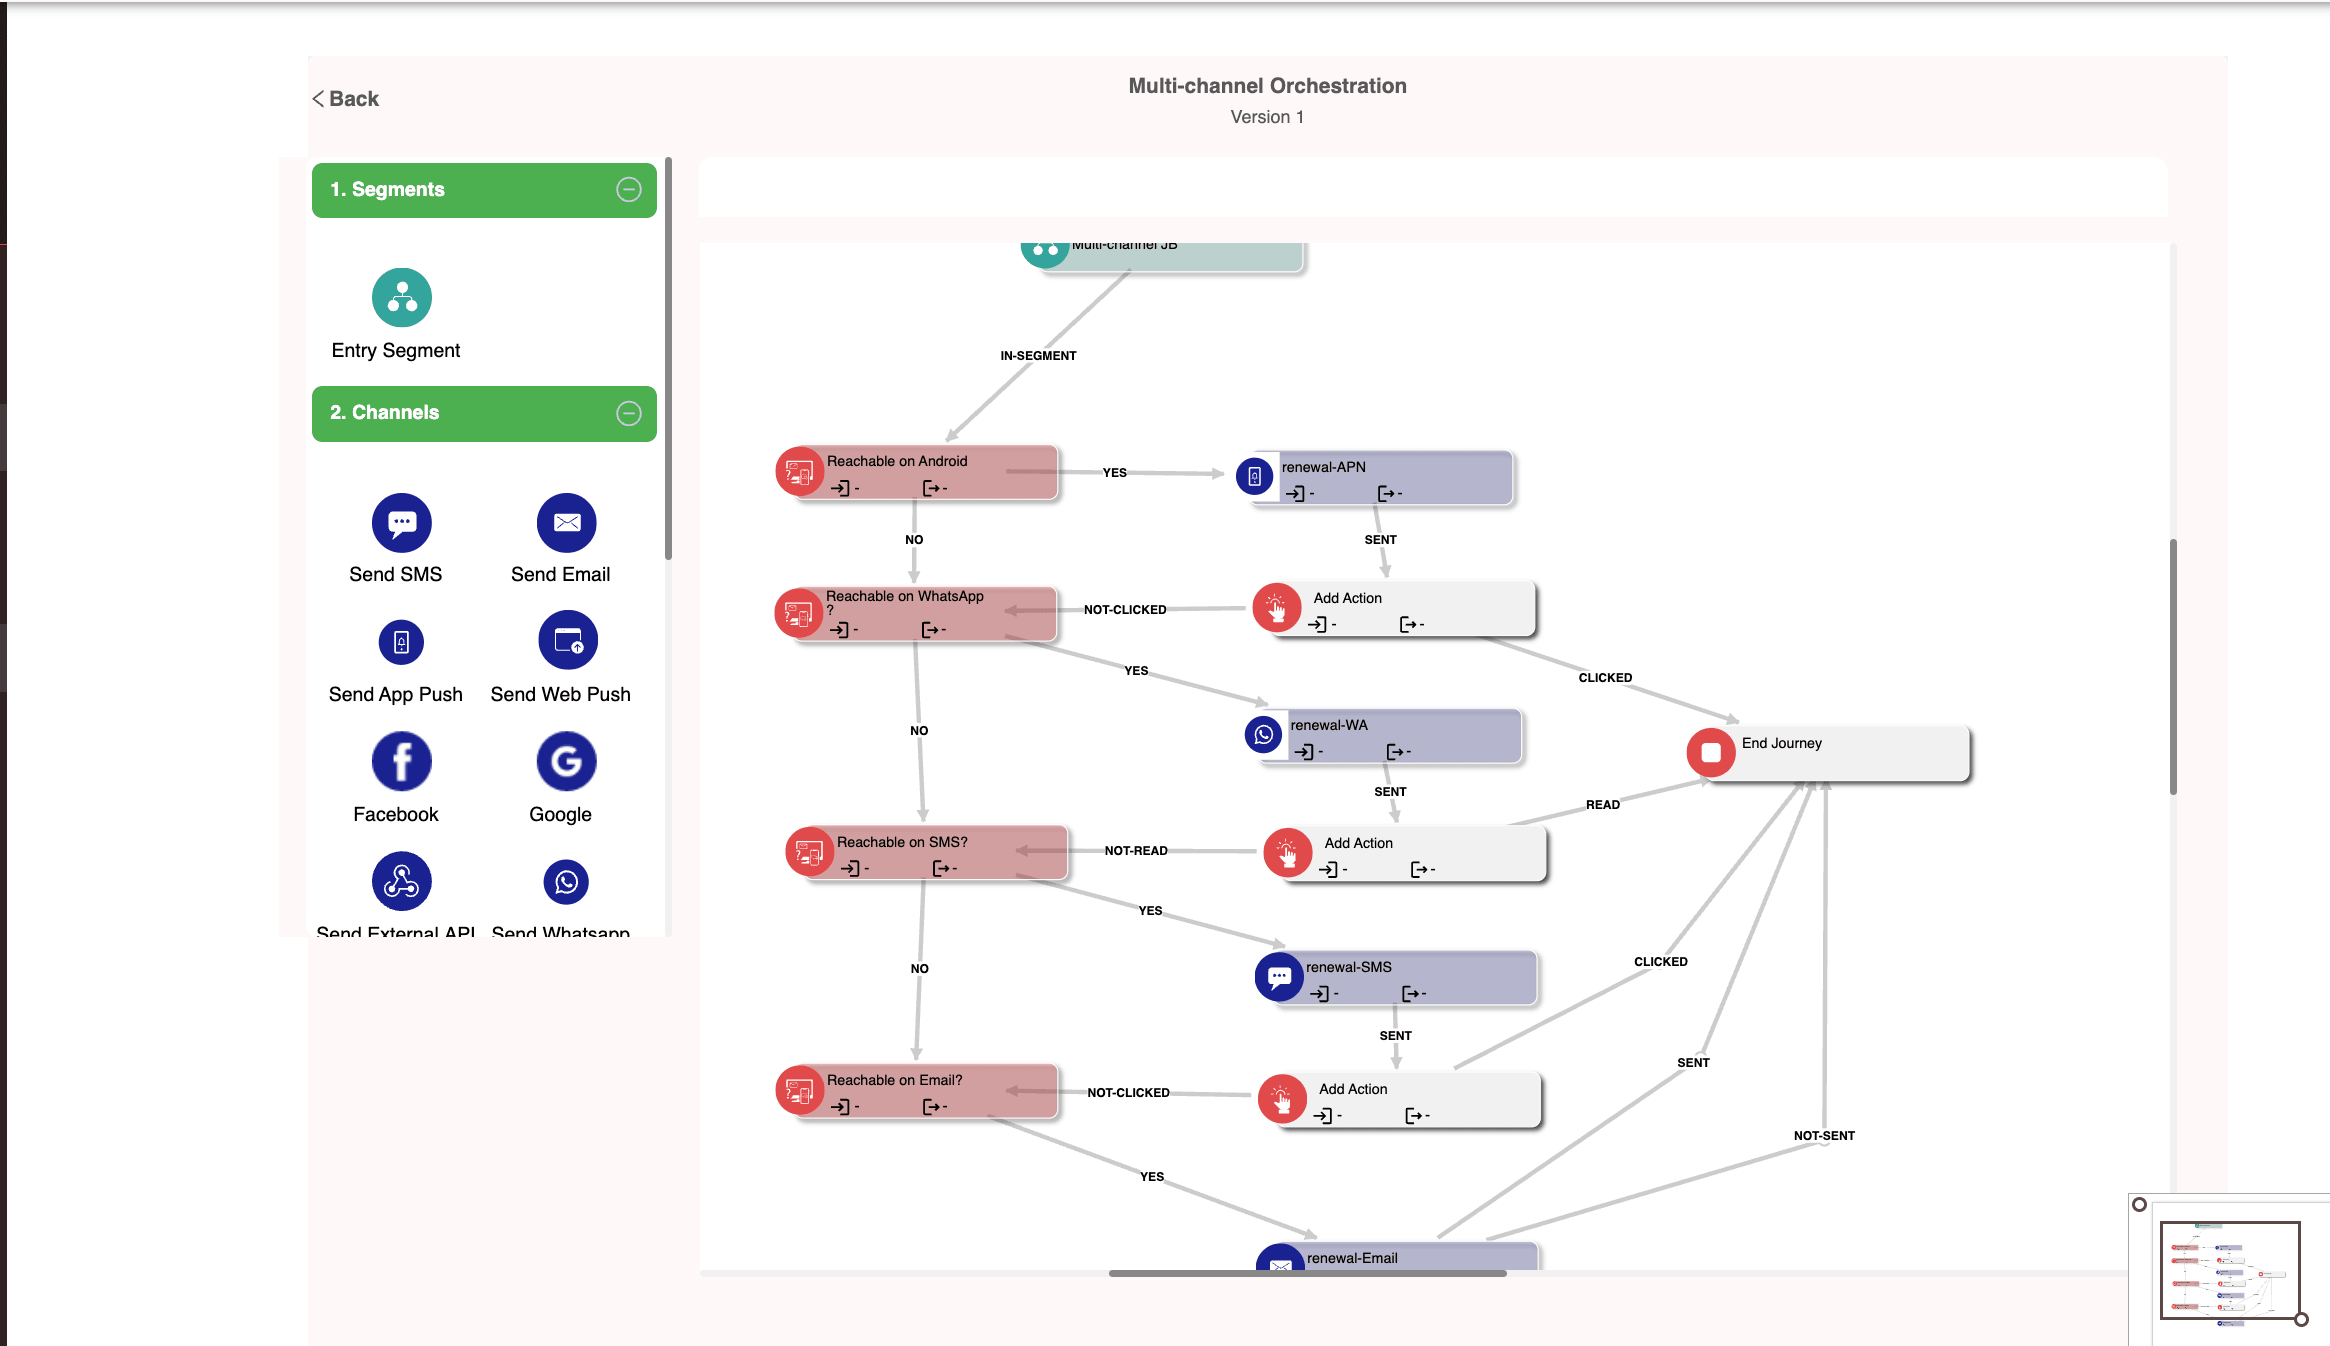 Back
Multi-channel Orchestration
Version 1
1. Segments
Entry Segment
2. Channels
Send SMS
Send Email
Send App Push
Send Web Push
Facebook
Google
Send External API
Send Whatsapp
Multi-channel JB
IN-SEGMENT
Reachable on Android
- -
YES
renewal-APN
- -
NO
SENT
Reachable on WhatsApp
?
- -
NOT-CLICKED
Add Action
- -
YES
CLICKED
NO
renewal-WA
- -
End Journey
SENT
READ
Reachable on SMS?
- -
NOT-READ
Add Action
- -
YES
CLICKED
NO
renewal-SMS
- -
SENT
SENT
Reachable on Email?
- -
NOT-CLICKED
Add Action
- -
NOT-SENT
YES
renewal-Email